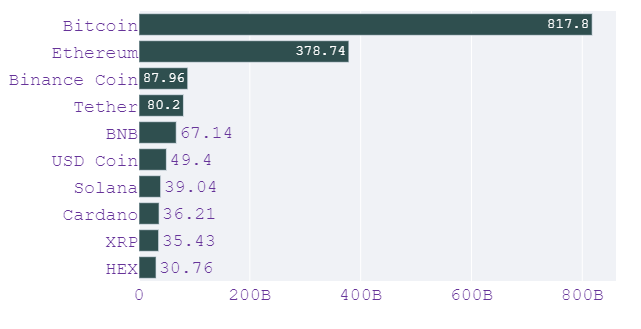 Bitcoin 817.8
Ethereum 378.74
Binance Coin 87.96
Tether 80.2
BNB 67.14
USD Coin 49.4
Solana 39.04
Cardano 36.21
XRP 35.43
HEX 30.76
0 200B 400B 600B 800B